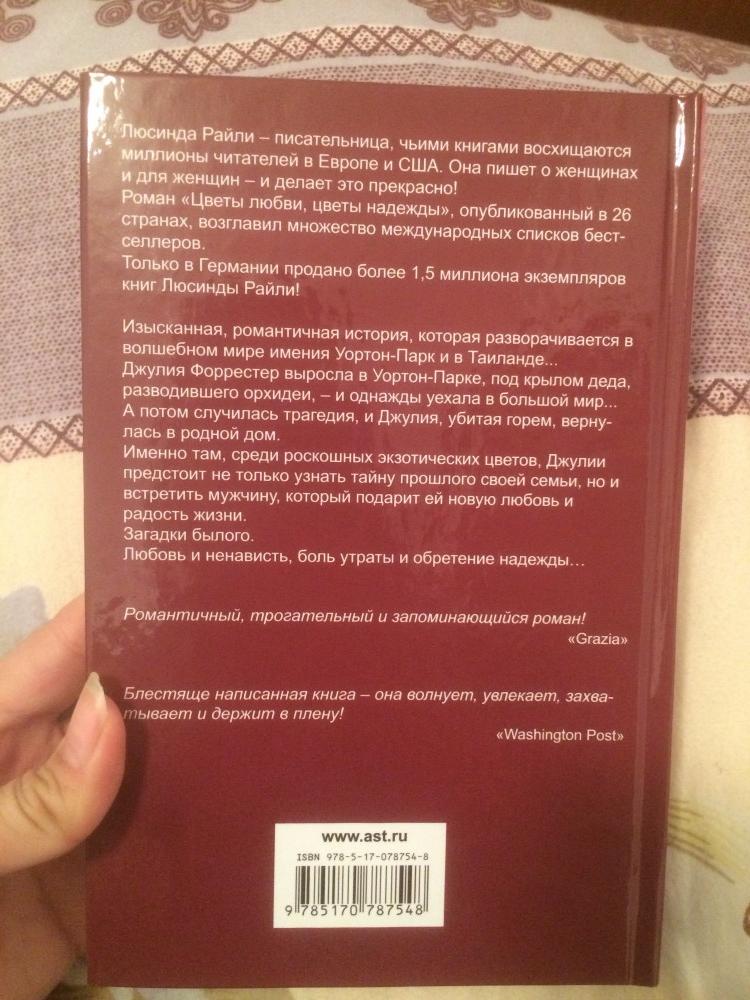 Люсинда Райли – писательница, чьими книгами восхищаются
миллионы читателей в Европе и США. Она пишет о женщинах
и для женщин – и делает это прекрасно!
Роман «Цветы любви, цветы надежды», опубликованный в 26
странах, возглавил множество международных списков бест-
селлеров.
Только в Германии продано более 1,5 миллиона экземпляров
книг Люсинды Райли!
Изысканная, романтичная история, которая разворачивается в
волшебном мире имения Уортон-Парк и в Таиланде...
Джулия Форрестер выросла в Уортон-Парке, под крылом деда,
разводившего орхидеи, – и однажды уехала в большой мир...
А потом случилась трагедия, и Джулия, убитая горем, верну-
лась в родной дом.
Именно там, среди роскошных экзотических цветов, Джулии
предстоит не только узнать тайну прошлого своей семьи, но и
встретить мужчину, который подарит ей новую любовь и
радость жизни.
Загадки былого.
Любовь и ненависть, боль утраты и обретение надежды...
Романтичный, трогательный и запоминающийся роман!
«Grazia»
Блестяще написанная книга – она волнует, увлекает, захва-
тывает и держит в плену!
«Washington Post»
www.ast.ru
ISBN 978-5-17-078754-8
9 785170 787548